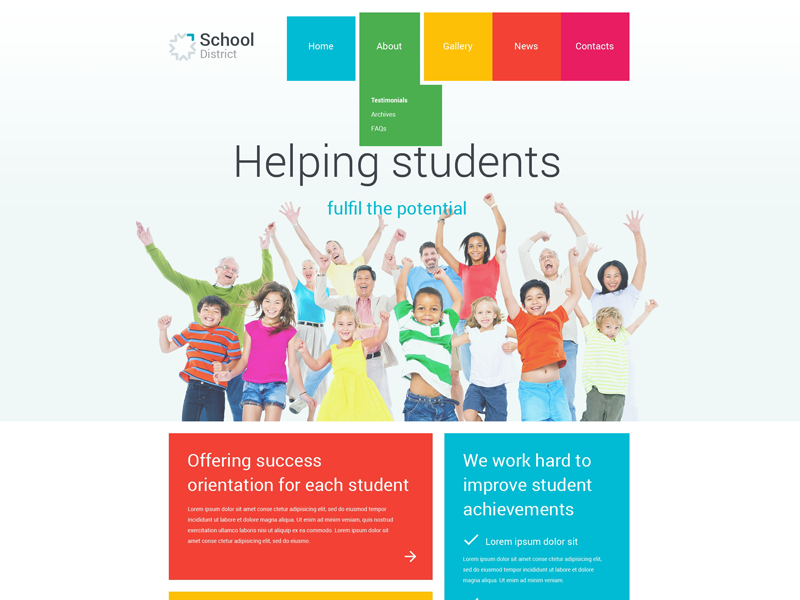 School
District
Home
About
Gallery
News
Contacts
Testimonials
Archives
FAQs
Helping students
fulfil the potential
Offering success
orientation for each student
Lorem ipsum dolor sit amet conse ctetur adipisicing elit, sed do eiusmod tempor
incididunt ut labore et dolore magna aliqua. Ut enim ad minim veniam, quis nostrud
exercitation ullamco laboris nisi ut aliquip ex ea commodo. Lorem ipsum dolor sit
amet conse ctetur adipisicing elit, sed do eiusmo.
We work hard to
improve student
achievements
Lorem ipsum dolor sit
Lorem ipsum dolor sit amet conse ctetur adipisicing elit,
sed do eiusmod tempor incididunt ut labore et dolore
magna aliqua. Ut enim ad minim veniam.